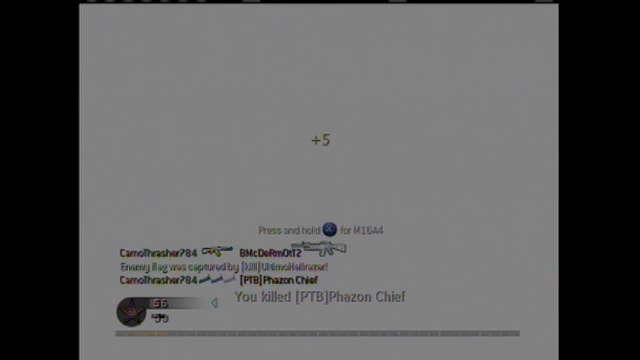 +5
Press and hold X for M16A4
CamoThrasher784 BMcDeRmOtT2
Enemy flag was captured by [kill]UltimoHellrazer!
CamoThrasher784 [PTB]Phazon Chief
You killed [PTB]Phazon Chief